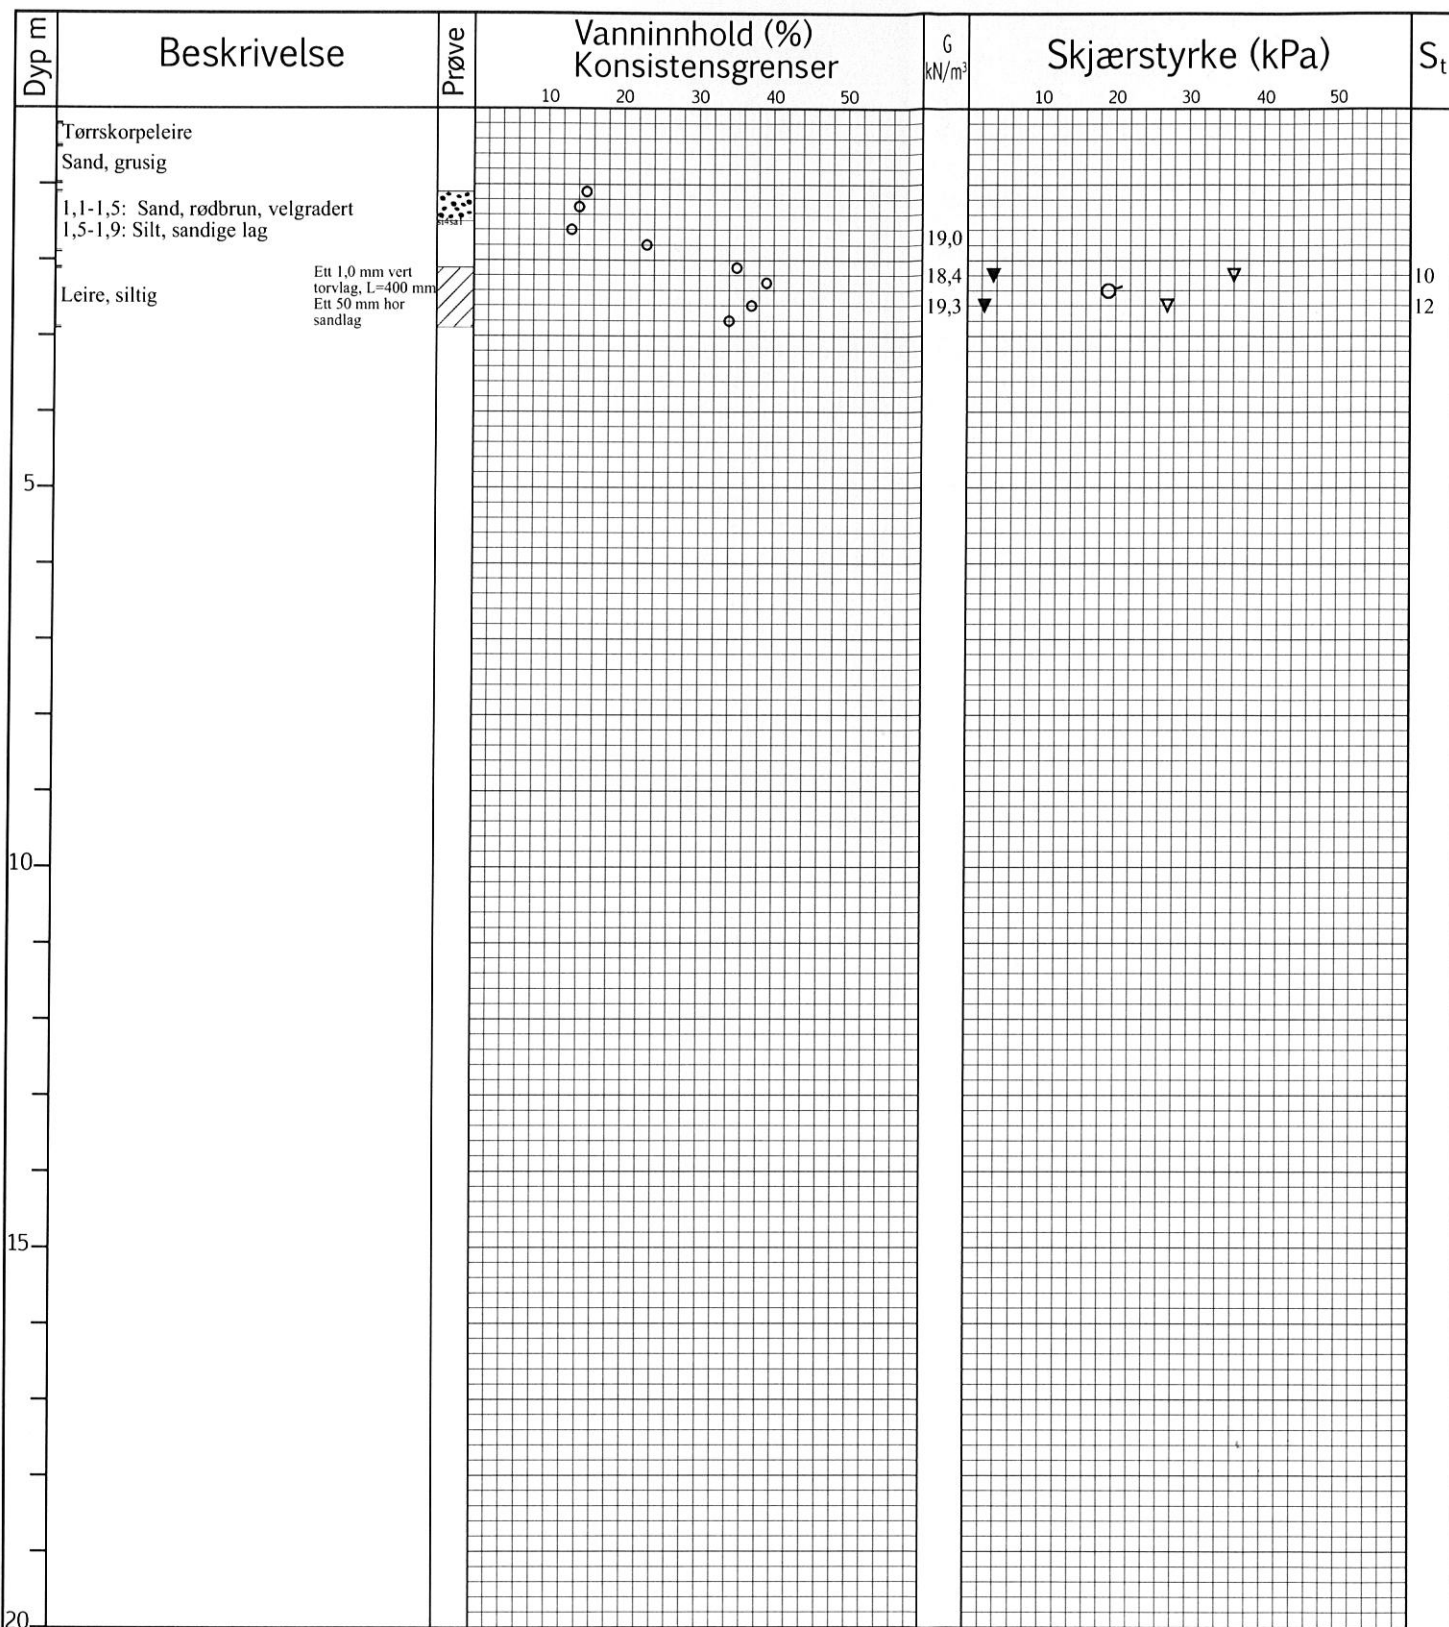 Dyp m
Beskrivelse
Prøve
Vanninnhold (%)
Konsistensgrenser
10 20 30 40 50
G
kN/m³
Skjærstyrke (kPa)
10 20 30 40 50
St
Tørrskorpeleire
Sand, grusig
1,1-1,5: Sand, rødbrun, velgradert
1,5-1,9: Silt, sandige lag
19,0
Leire, siltig
Ett 1,0 mm vert
torvlag, L=400 mm
Ett 50 mm hor
sandlag
18,4
10
19,3
12
5
10
15
20